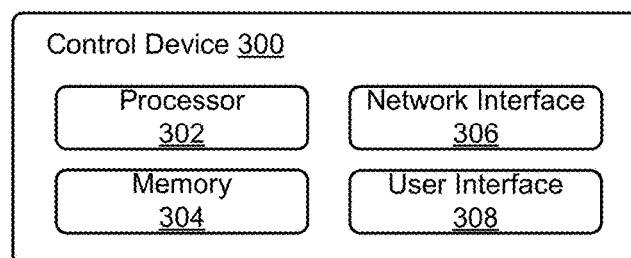 Control Device 300
Processor
302
Network Interface
306
Memory
304
User Interface
308